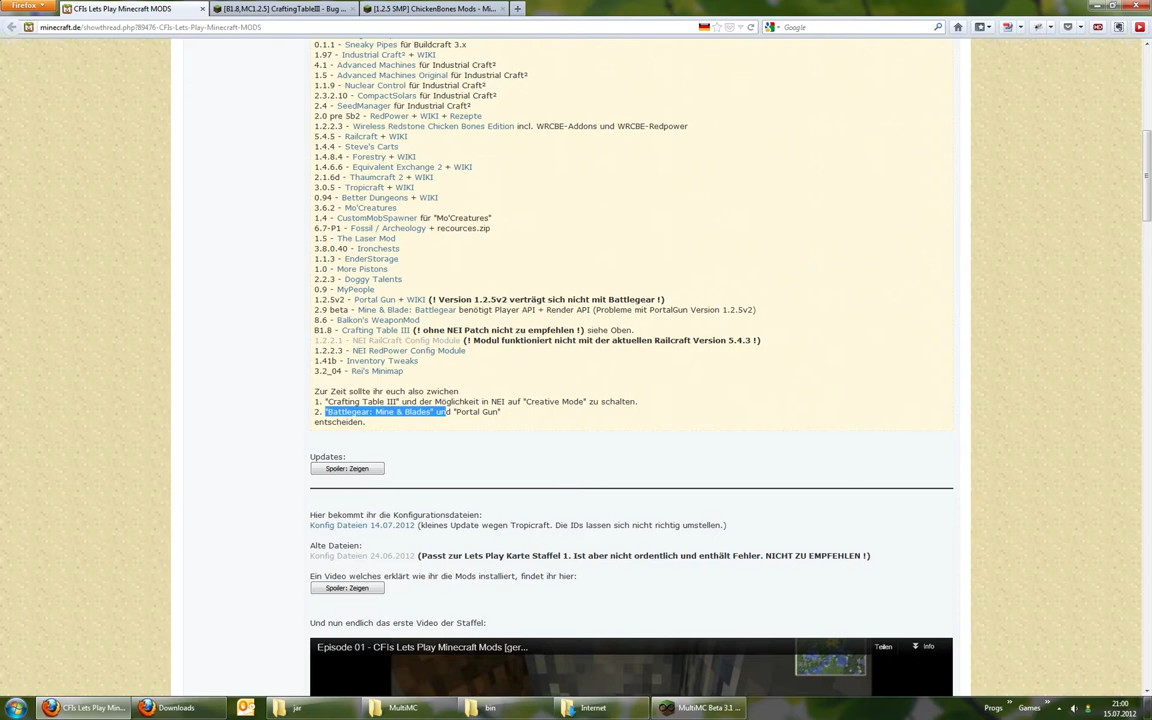 Firefox
CFIs Lets Play Minecraft MODS
[B1.8,MC1.2.5] CraftingTableIII - Bug ...
[1.2.5 SMP] ChickenBones Mods - Mi...
minecraft.de/showthread.php?89476-CFIs-Lets-Play-Minecraft-MODS
Google
0.1.1 - Sneaky Pipes für Buildcraft 3.x
1.97 - Industrial Craft² + WIKI
4.1 - Advanced Machines für Industrial Craft²
1.5 - Advanced Machines Original für Industrial Craft²
1.1.9 - Nuclear Control für Industrial Craft²
2.3.2.10 - CompactSolars für Industrial Craft²
2.4 - SeedManager für Industrial Craft²
2.0 pre 5b2 - RedPower + WIKI + Rezepte
1.2.2.3 - Wireless Redstone Chicken Bones Edition incl. WRCBE-Addons und WRCBE-Redpower
5.4.5 - Railcraft + WIKI
1.4.4 - Steve's Carts
1.4.8.4 - Forestry + WIKI
1.4.6.6 - Equivalent Exchange 2 + WIKI
2.1.6d - Thaumcraft 2 + WIKI
3.0.5 - Tropicraft + WIKI
0.94 - Better Dungeons + WIKI
3.6.2 - Mo'Creatures
1.4 - CustomMobSpawner für "Mo'Creatures"
6.7-P1 - Fossil / Archeology + recources.zip
1.5 - The Laser Mod
3.8.0.40 - Ironchests
1.1.3 - EnderStorage
1.0 - More Pistons
2.2.3 - Doggy Talents
0.9 - MyPeople
1.2.5v2 - Portal Gun + WIKI (! Version 1.2.5v2 verträgt sich nicht mit Battlegear !)
2.9 beta - Mine & Blade: Battlegear benötigt Player API + Render API (Probleme mit PortalGun Version 1.2.5v2)
8.6 - Balkon's WeaponMod
B1.8 - Crafting Table III (! ohne NEI Patch nicht zu empfehlen !) siehe Oben.
1.2.2.1 - NEI RailCraft Config Module (! Modul funktioniert nicht mit der aktuellen Railcraft Version 5.4.3 !)
1.2.2.3 - NEI RedPower Config Module
1.41b - Inventory Tweaks
3.2_04 - Rei's Minimap
Zur Zeit sollte ihr euch also zwichen
1. "Crafting Table III" und der Möglichkeit in NEI auf "Creative Mode" zu schalten.
2. "Battlegear: Mine & Blades" und "Portal Gun"
entscheiden.
Updates:
Spoiler: Zeigen
Hier bekommt ihr die Konfigurationsdateien:
Konfig Dateien 14.07.2012 (kleines Update wegen Tropicraft. Die IDs lassen sich nicht richtig umstellen.)
Alte Dateien:
Konfig Dateien 24.06.2012 (Passt zur Lets Play Karte Staffel 1. Ist aber nicht ordentlich und enthält Fehler. NICHT ZU EMPFEHLEN !)
Ein Video welches erklärt wie ihr die Mods installiert, findet ihr hier:
Spoiler: Zeigen
Und nun endlich das erste Video der Staffel:
Episode 01 - CFIs Lets Play Minecraft Mods [ger...
Teilen
Info
CFIs Lets Play Min...
Downloads
jar
MultiMC
bin
Internet
MultiMC Beta 3.1 ...
Progs
Games
21:00
15.07.2012